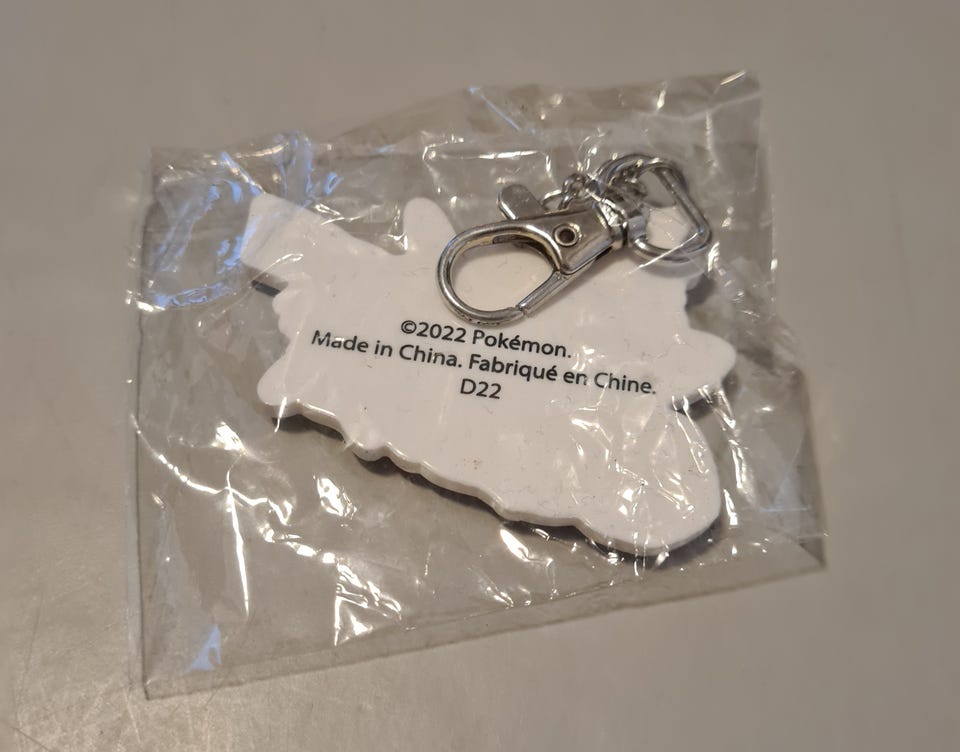 ©2022 Pokémon.
Made in China. Fabriqué en Chine.
D22